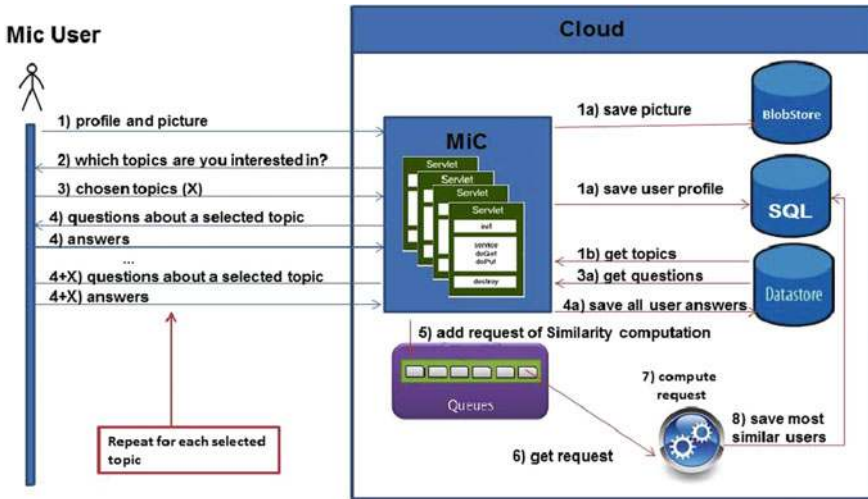 Mic User
Cloud
1) profile and picture
2) which topics are you interested in?
3) chosen topics (X)
4) questions about a selected topic
4) answers
...
4+X) questions about a selected topic
4+X) answers
Repeat for each selected
topic
MiC
Servlet
Servlet
Servlet
Servlet
init
service
doGet
doPut
destroy
1a) save picture
BlobStore
1a) save user profile
SQL
1b) get topics
3a) get questions
4a) save all user answers
Datastore
5) add request of Similarity computation
Queues
6) get request
7) compute
request
8) save most
similar users